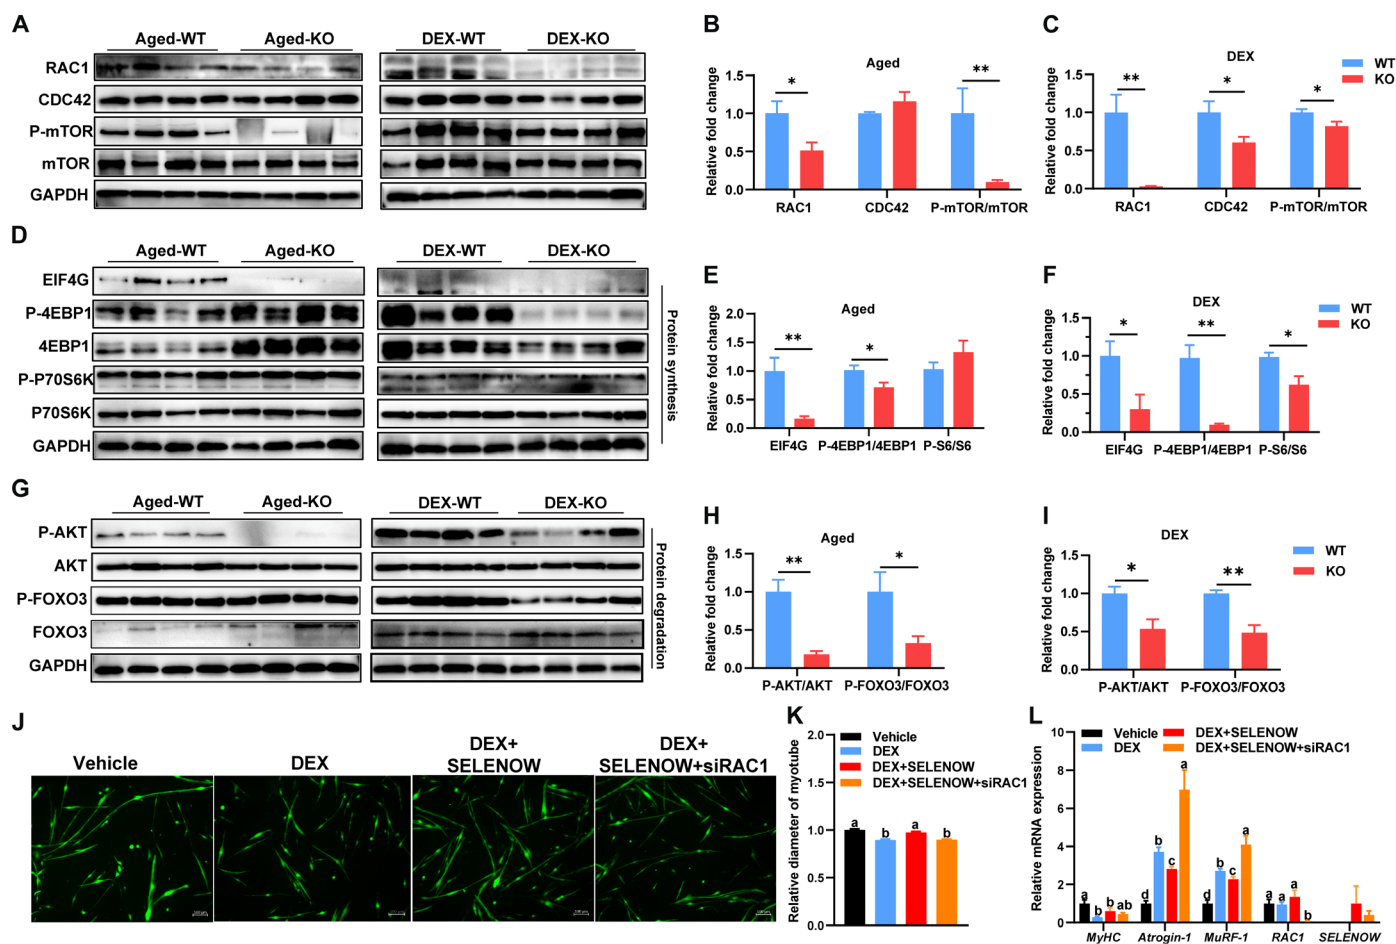 A
Aged-WT Aged-KO DEX-WT DEX-KO
RAC1
CDC42
P-mTOR
mTOR
GAPDH
B
Aged
Relative fold change
1.5
1.0
0.5
0.0
* **
RAC1 CDC42 P-mTOR/mTOR
C
DEX
WT
KO
Relative fold change
1.5
1.0
0.5
0.0
** * *
RAC1 CDC42 P-mTOR/mTOR
D
Aged-WT Aged-KO DEX-WT DEX-KO
EIF4G
P-4EBP1
4EBP1
P-P70S6K
P70S6K
GAPDH
Protein synthesis
E
Aged
Relative fold change
2.0
1.5
1.0
0.5
0.0
** *
EIF4G P-4EBP1/4EBP1 P-S6/S6
F
DEX
WT
KO
Relative fold change
1.5
1.0
0.5
0.0
* ** *
EIF4G P-4EBP1/4EBP1 P-S6/S6
G
Aged-WT Aged-KO DEX-WT DEX-KO
P-AKT
AKT
P-FOXO3
FOXO3
GAPDH
Protein degradation
H
Aged
Relative fold change
1.5
1.0
0.5
0.0
** *
P-AKT/AKT P-FOXO3/FOXO3
I
DEX
WT
KO
Relative fold change
1.5
1.0
0.5
0.0
* **
P-AKT/AKT P-FOXO3/FOXO3
J
Vehicle
DEX
DEX+
SELENOW
DEX+
SELENOW+siRAC1
K
Vehicle
DEX
DEX+SELENOW
DEX+SELENOW+siRAC1
Relative diameter of myotube
2.0
1.5
1.0
0.5
0.0
a b a b
L
Vehicle DEX+SELENOW
DEX DEX+SELENOW+siRAC1
Relative mRNA expression
10
8
6
4
2
0
a b a ab
d b c a
d b c a
a a a b
MyHC Atrogin-1 MuRF-1 RAC1 SELENOW